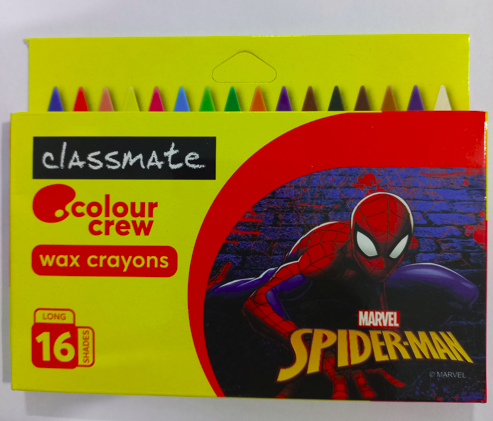 classmate
colour
crew
wax crayons
LONG
16
SHADES
MARVEL
SPIDER-MAN
© MARVEL